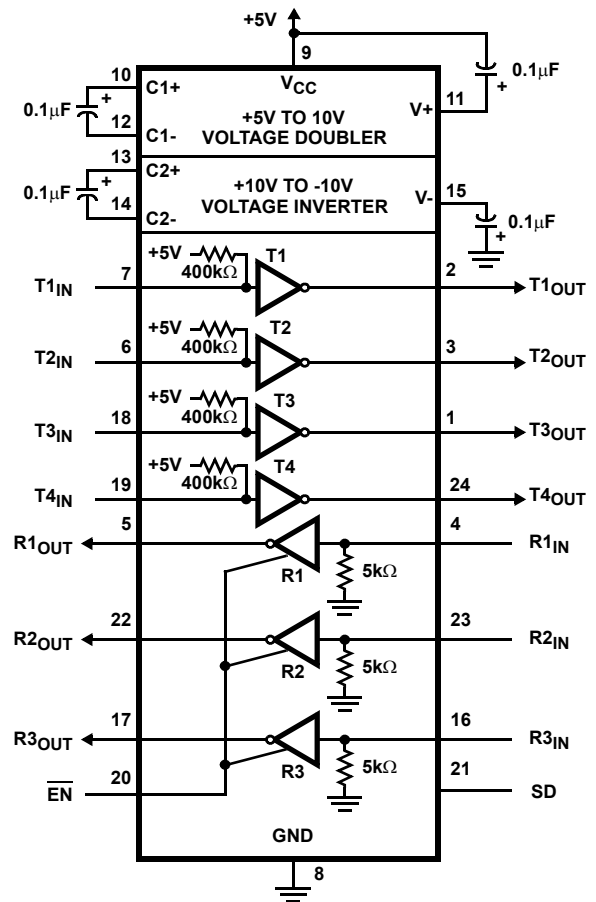 +5V
9
10
C1+
VCC
0.1μF
+
0.1μF
+
11
V+
+5V TO 10V
VOLTAGE DOUBLER
12
C1-
13
C2+
0.1μF
+
+10V TO -10V
VOLTAGE INVERTER
V-
15
14
C2-
0.1μF
+
+5V
400kΩ
T1
T1IN
7
2
T1OUT
+5V
400kΩ
T2
T2IN
6
3
T2OUT
+5V
400kΩ
T3
T3IN
18
1
T3OUT
+5V
400kΩ
T4
T4IN
19
24
T4OUT
R1OUT
5
4
R1IN
R1
5kΩ
R2OUT
22
23
R2IN
R2
5kΩ
R3OUT
17
16
R3IN
R3
5kΩ
EN
20
21
SD
GND
8